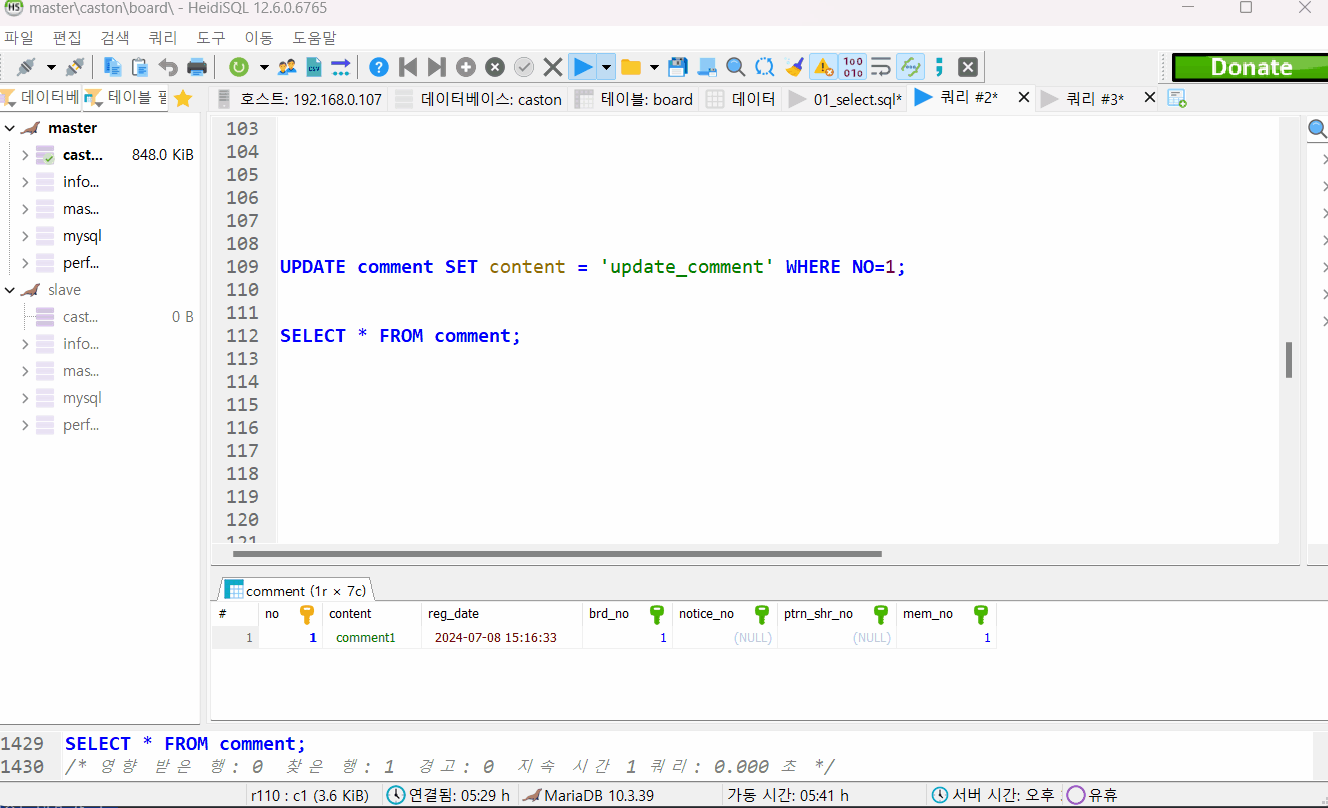 master\caston\board\ - HeidiSQL 12.6.0.6765
파일 편집 검색 쿼리 도구 이동 도움말
Donate
데이터베 테이블 필 호스트: 192.168.0.107 데이터베이스: caston 테이블: board 데이터 01_select.sql* 쿼리 #2* 쿼리 #3*
master
cast... 848.0 KiB
info...
mas...
mysql
perf...
slave
cast... 0 B
info...
mas...
mysql
perf...
103
104
105
106
107
108
109 UPDATE comment SET content = 'update_comment' WHERE NO=1;
110
111
112 SELECT * FROM comment;
113
114
115
116
117
118
119
120
121
comment (1r × 7c)
# no content reg_date brd_no notice_no ptrn_shr_no mem_no
1 1 comment1 2024-07-08 15:16:33 1 (NULL) (NULL) 1
1429 SELECT * FROM comment;
1430 /* 영향 받은 행: 0 찾은 행: 1 경고: 0 지속 시간 1 쿼리: 0.000 초 */
r110 : c1 (3.6 KiB) 연결됨: 05:29 h MariaDB 10.3.39 가동 시간: 05:41 h 서버 시간: 오후 유휴